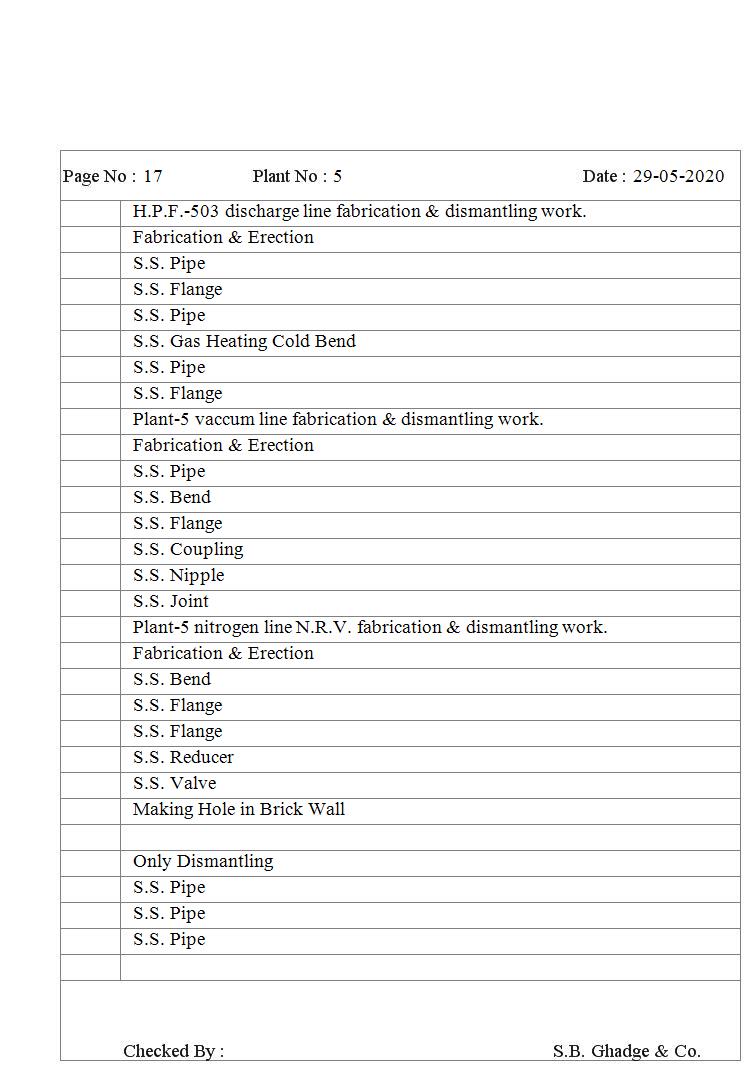 Page No : 17 Plant No : 5 Date : 29-05-2020
H.P.F.-503 discharge line fabrication & dismantling work.
Fabrication & Erection
S.S. Pipe
S.S. Flange
S.S. Pipe
S.S. Gas Heating Cold Bend
S.S. Pipe
S.S. Flange
Plant-5 vaccum line fabrication & dismantling work.
Fabrication & Erection
S.S. Pipe
S.S. Bend
S.S. Flange
S.S. Coupling
S.S. Nipple
S.S. Joint
Plant-5 nitrogen line N.R.V. fabrication & dismantling work.
Fabrication & Erection
S.S. Bend
S.S. Flange
S.S. Flange
S.S. Reducer
S.S. Valve
Making Hole in Brick Wall
Only Dismantling
S.S. Pipe
S.S. Pipe
S.S. Pipe
Checked By : S.B. Ghadge & Co.